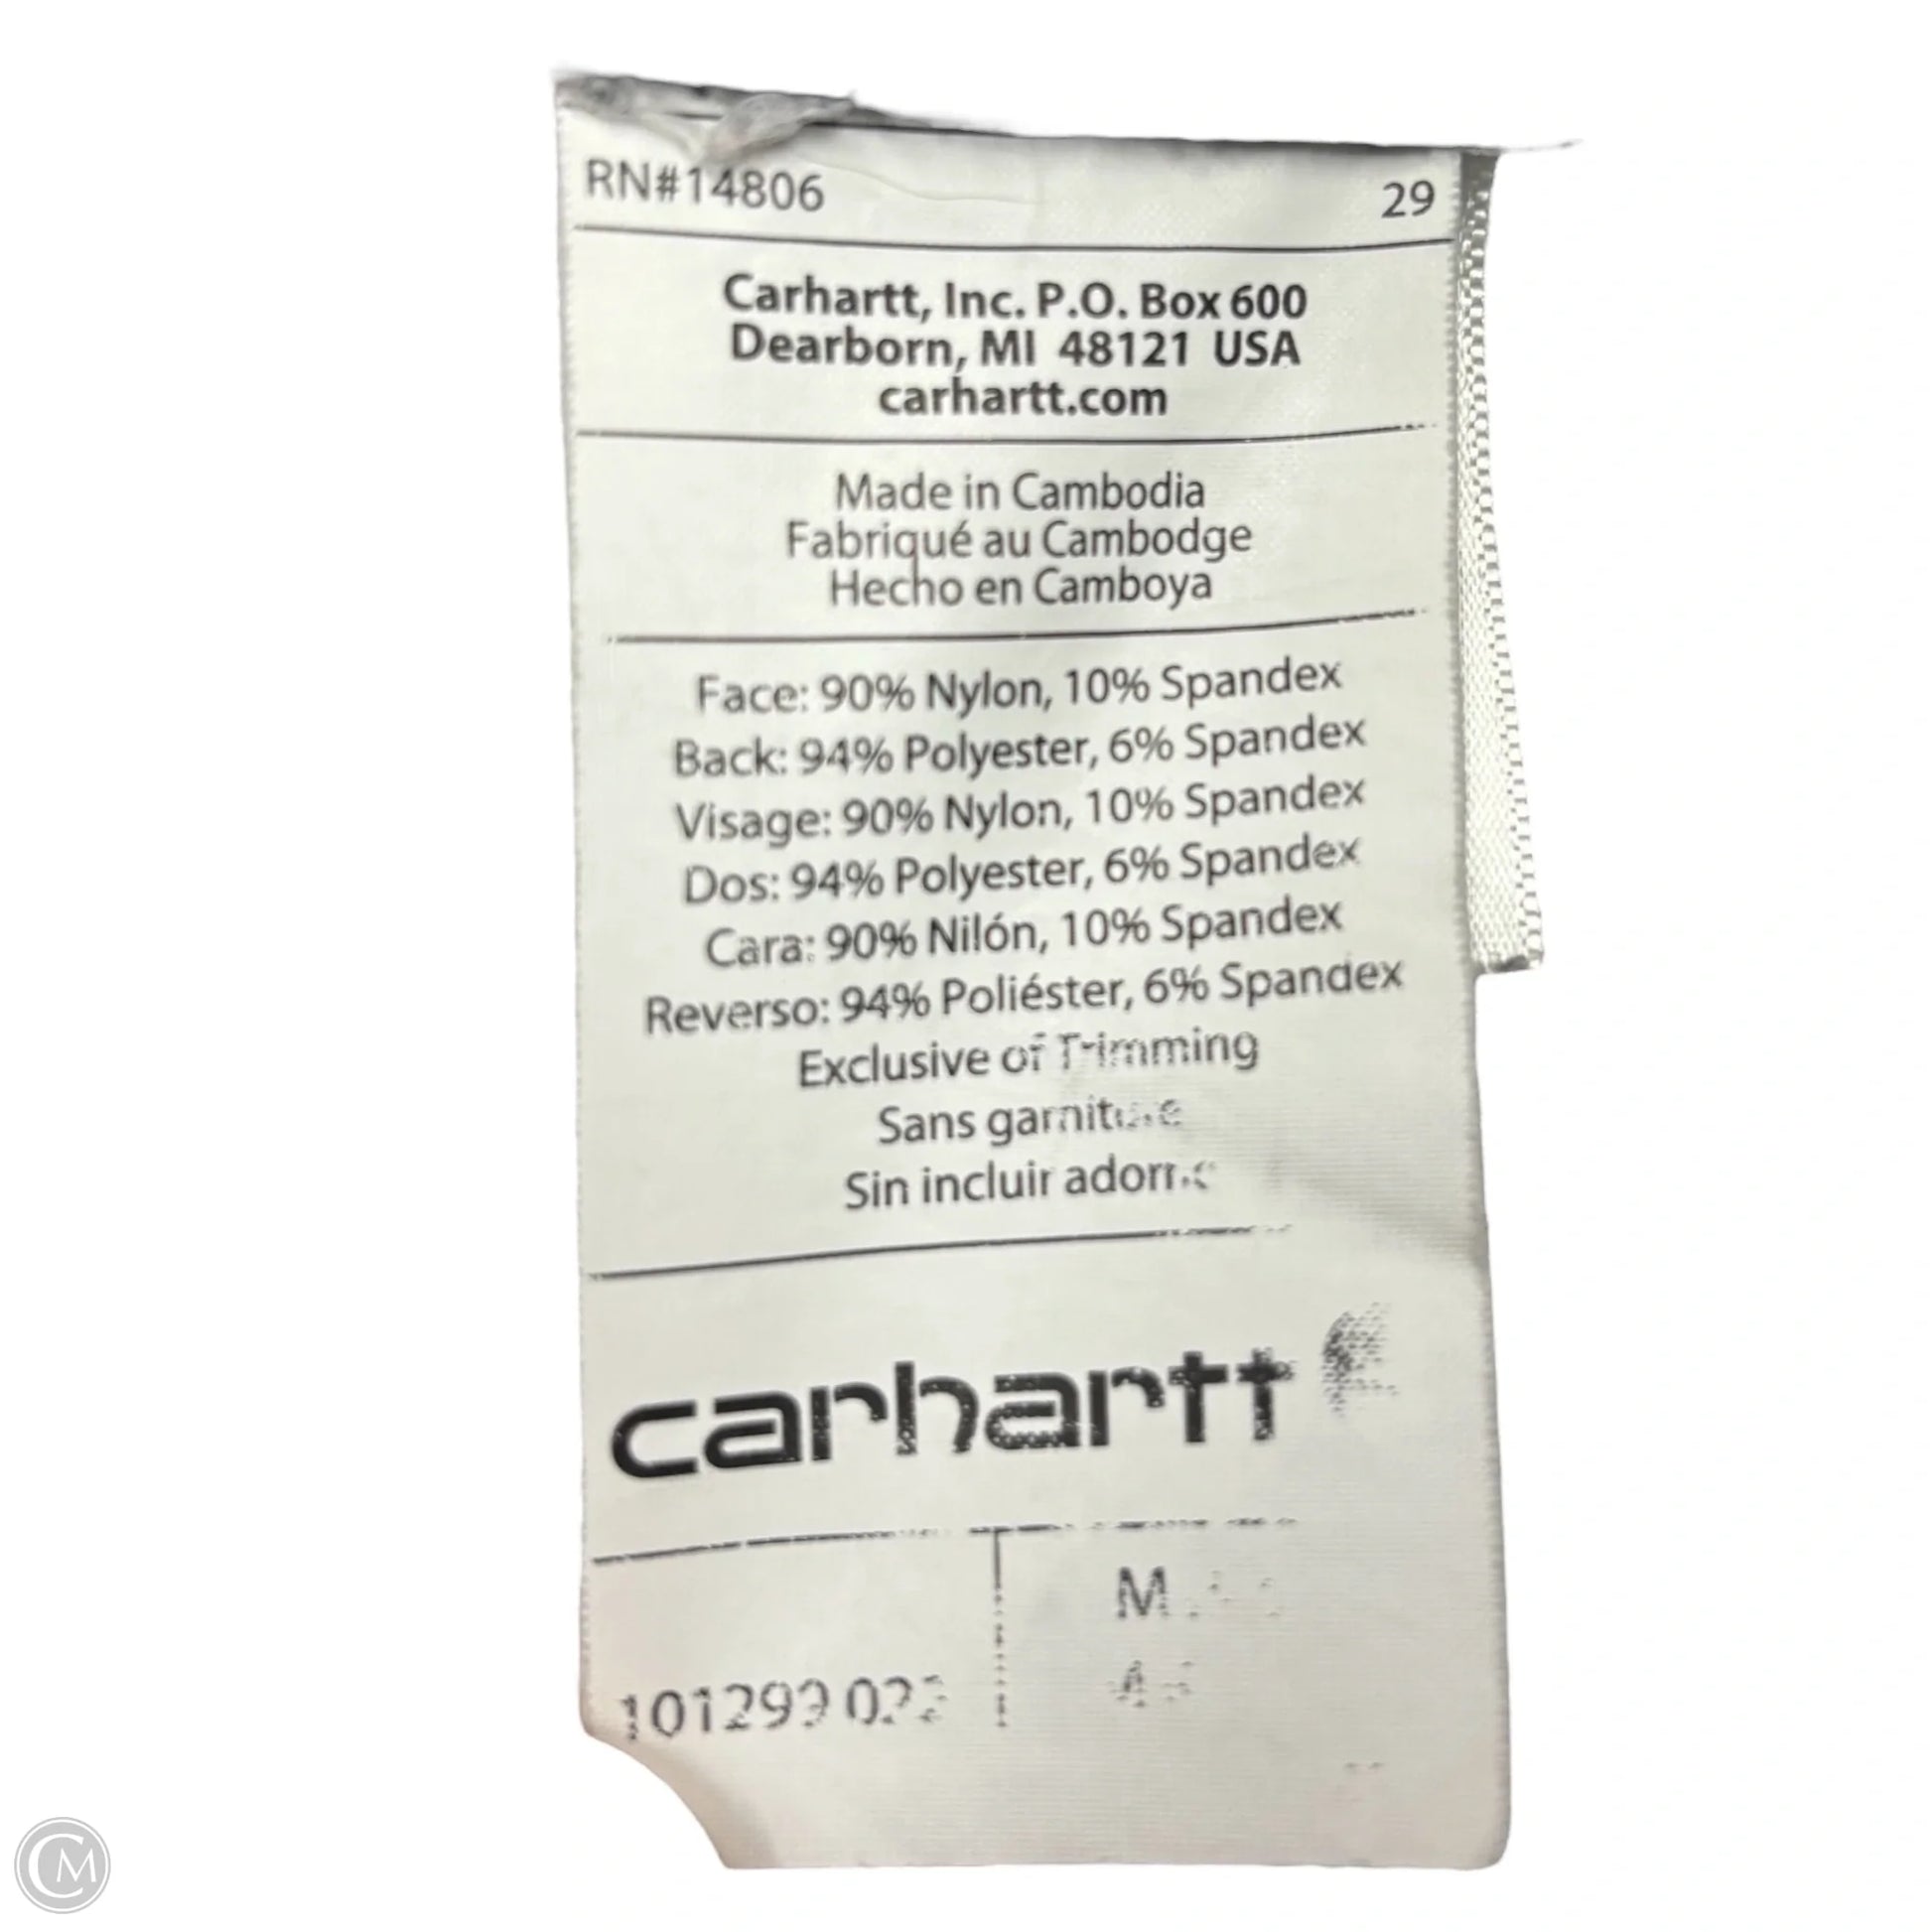 RN#14806 29
Carhartt, Inc. P.O. Box 600
Dearborn, MI 48121 USA
carhartt.com
Made in Cambodia
Fabriqué au Cambodge
Hecho en Camboya
Face: 90% Nylon, 10% Spandex
Back: 94% Polyester, 6% Spandex
Visage: 90% Nylon, 10% Spandex
Dos: 94% Polyester, 6% Spandex
Cara: 90% Nilón, 10% Spandex
Reverso: 94% Poliéster, 6% Spandex
Exclusive of Trimming
Sans garniture
Sin incluir
carhartt
M
101299
CM